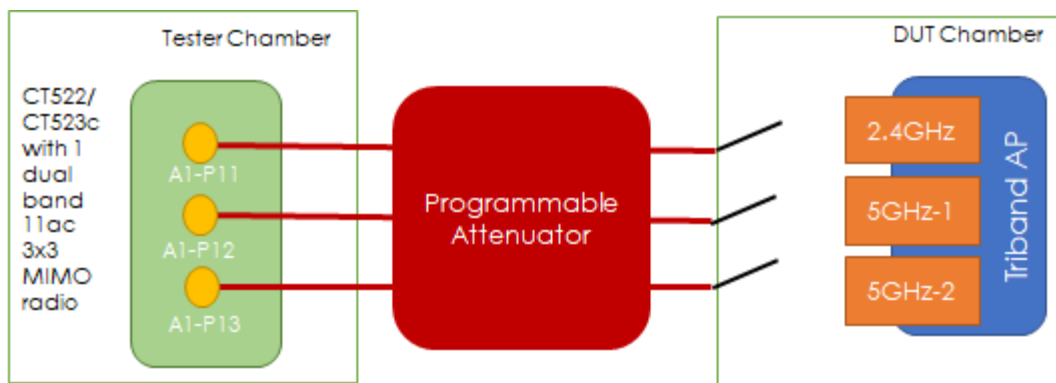 Tester Chamber
DUT Chamber
CT522/
CT523c
with 1
dual
band
11ac
3x3
MIMO
radio
A1-P11
A1-P12
A1-P13
Programmable
Attenuator
2.4GHz
5GHz-1
5GHz-2
Triband AP